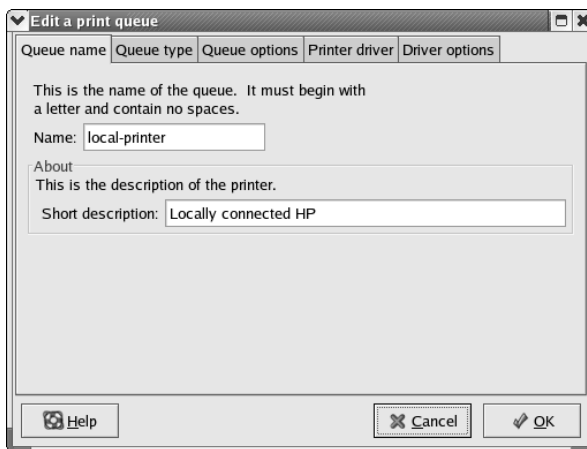 Edit a print queue
Queue name Queue type Queue options Printer driver Driver options
This is the name of the queue. It must begin with
a letter and contain no spaces.
Name: local-printer
About
This is the description of the printer.
Short description: Locally connected HP
Help Cancel OK